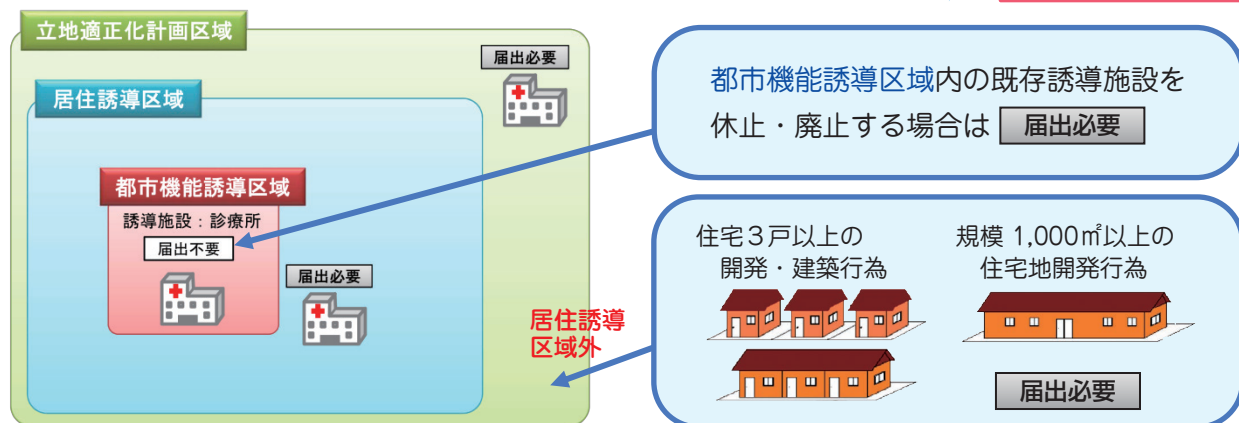 立地適正化計画区域
届出必要
居住誘導区域
都市機能誘導区域
誘導施設：診療所
届出不要
届出必要
都市機能誘導区域内の既存誘導施設を
休止・廃止する場合は 届出必要
居住誘導
区域外
住宅３戸以上の
開発・建築行為
規模 1,000㎡以上の
住宅地開発行為
届出必要